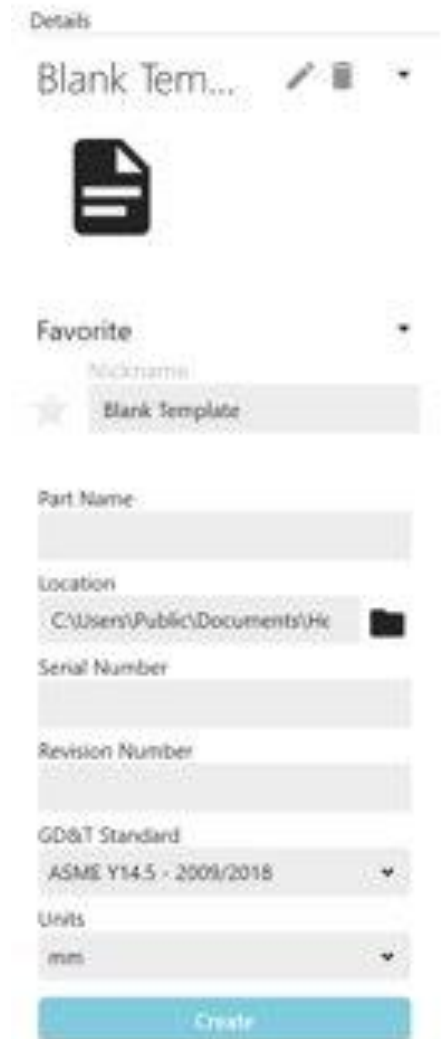 Details
Blank Tem...
Favorite
Nickname
Blank Template
Part Name
Location
C:\Users\Public\Documents\He
Serial Number
Revision Number
GD&T Standard
ASME Y14.5 - 2009/2018
Units
mm
Create